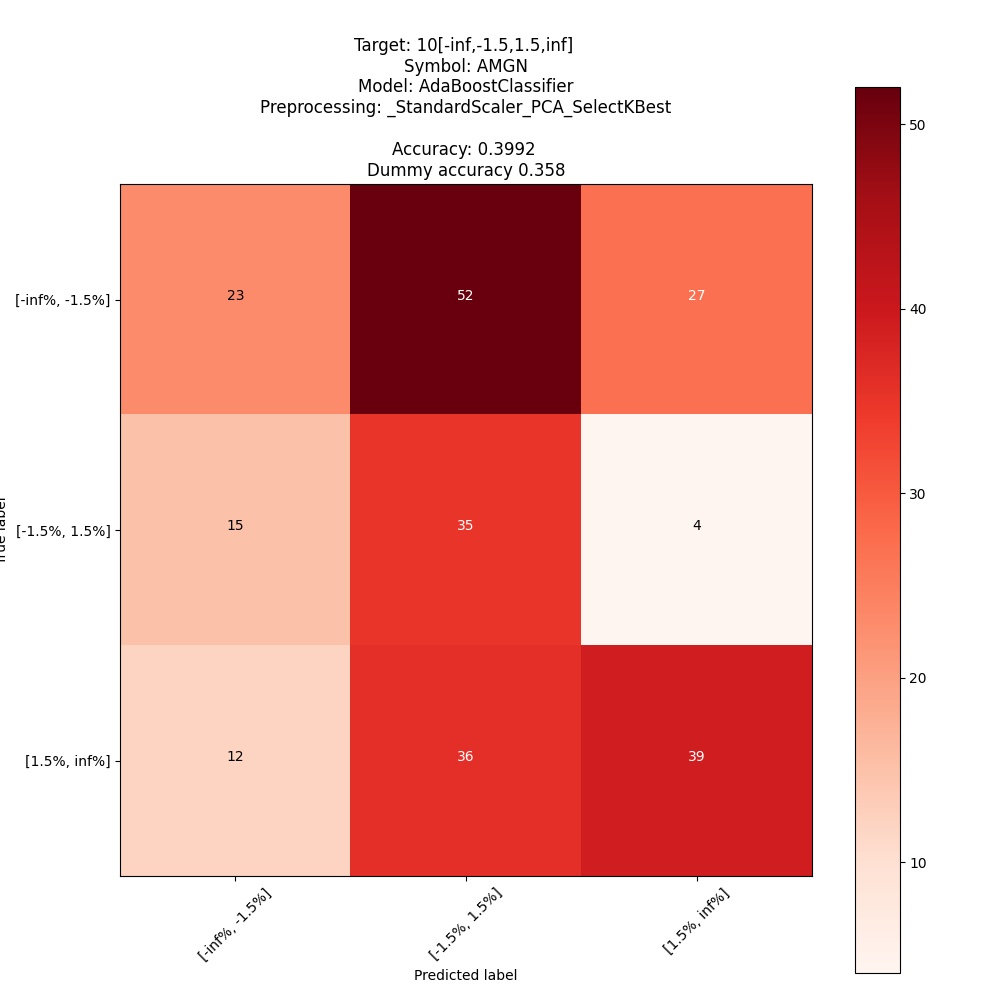 Target: 10[-inf,-1.5,1.5,inf]
Symbol: AMGN
Model: AdaBoostClassifier
Preprocessing: _StandardScaler_PCA_SelectKBest
Accuracy: 0.3992
Dummy accuracy 0.358
[-inf%, -1.5%]
23
52
27
[-1.5%, 1.5%]
15
35
4
[1.5%, inf%]
12
36
39
[-inf%, -1.5%]
[-1.5%, 1.5%]
[1.5%, inf%]
Predicted label
50
40
30
20
10